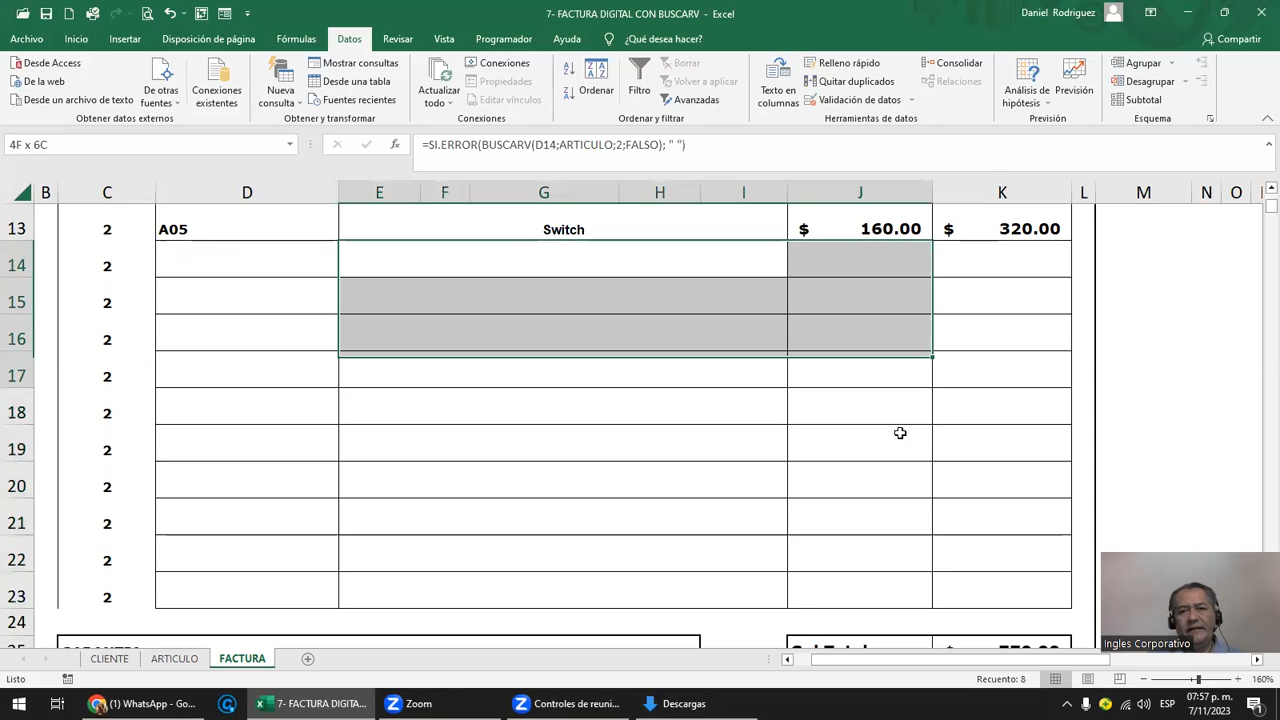 7- FACTURA DIGITAL CON BUSCARV - Excel
Daniel Rodriguez
Archivo Inicio Insertar Disposición de página Fórmulas Datos Revisar Vista Programador Ayuda ¿Qué desea hacer? Compartir
Desde Access
De la web
Desde un archivo de texto
De otras fuentes
Conexiones existentes
Obtener datos externos
Nueva consulta
Mostrar consultas
Desde una tabla
Fuentes recientes
Obtener y transformar
Actualizar todo
Conexiones
Propiedades
Editar vínculos
Conexiones
Ordenar
Filtro
Borrar
Volver a aplicar
Avanzadas
Ordenar y filtrar
Texto en columnas
Relleno rápido
Quitar duplicados
Validación de datos
Consolidar
Relaciones
Herramientas de datos
Análisis de hipótesis
Previsión
Previsión
Agrupar
Desagrupar
Subtotal
Esquema
4F x 6C
fx
=SI.ERROR(BUSCARV(D14;ARTICULO;2;FALSO); " ")
B C D E F G H I J K L M N O
13 2 A05 Switch $ 160.00 $ 320.00
14 2
15 2
16 2
17 2
18 2
19 2
20 2
21 2
22 2
23 2
24
Ingles Corporativo
CLIENTE ARTICULO FACTURA
Listo
Recuento: 8
160%
(1) WhatsApp - Go...
7- FACTURA DIGITA...
Zoom
Controles de reuni...
Descargas
ESP
07:57 p. m.
7/11/2023